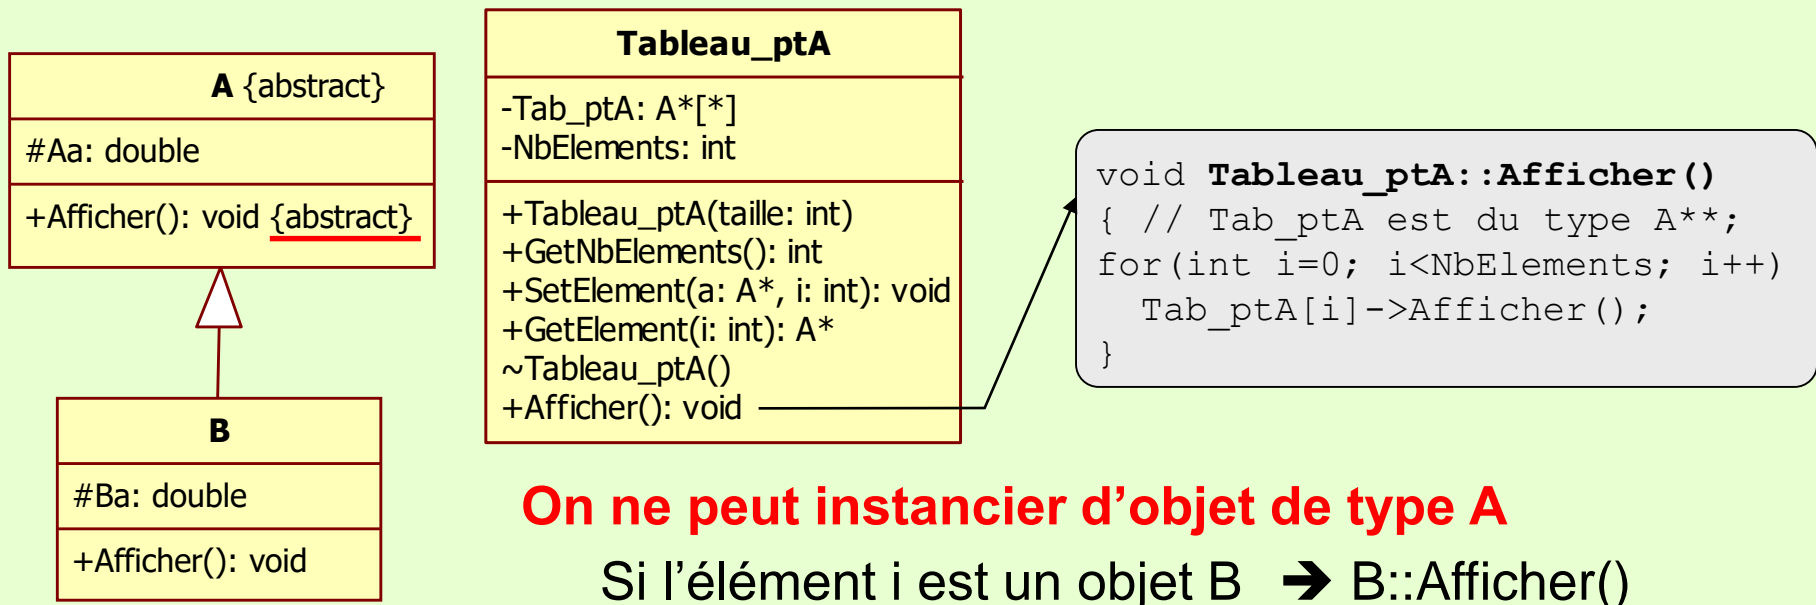 A {abstract}
#Aa: double
+Afficher(): void {abstract}
B
#Ba: double
+Afficher(): void
Tableau_ptA
-Tab_ptA: A*[*]
-NbElements: int
+Tableau_ptA(taille: int)
+GetNbElements(): int
+SetElement(a: A*, i: int): void
+GetElement(i: int): A*
~Tableau_ptA()
+Afficher(): void
void Tableau_ptA::Afficher()
{ // Tab_ptA est du type A**;
for(int i=0; i<NbElements; i++)
Tab_ptA[i]->Afficher();
}
On ne peut instancier d’objet de type A
Si l’élément i est un objet B ➔ B::Afficher()